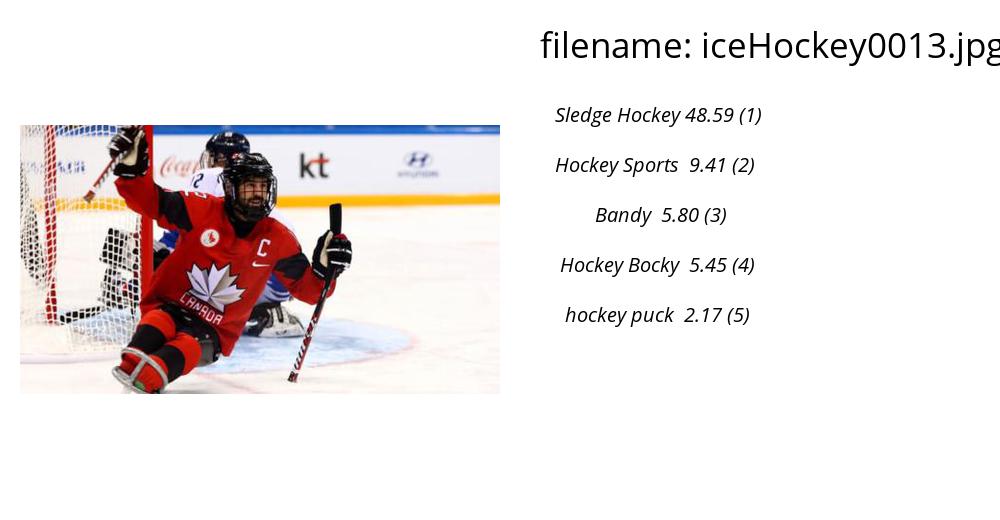 filename: iceHockey0013.jpg
Sledge Hockey 48.59 (1)
Hockey Sports 9.41 (2)
Bandy 5.80 (3)
Hockey Bocky 5.45 (4)
hockey puck 2.17 (5)
Coca-Cola
kt
HYUNDAI
C
CANADA